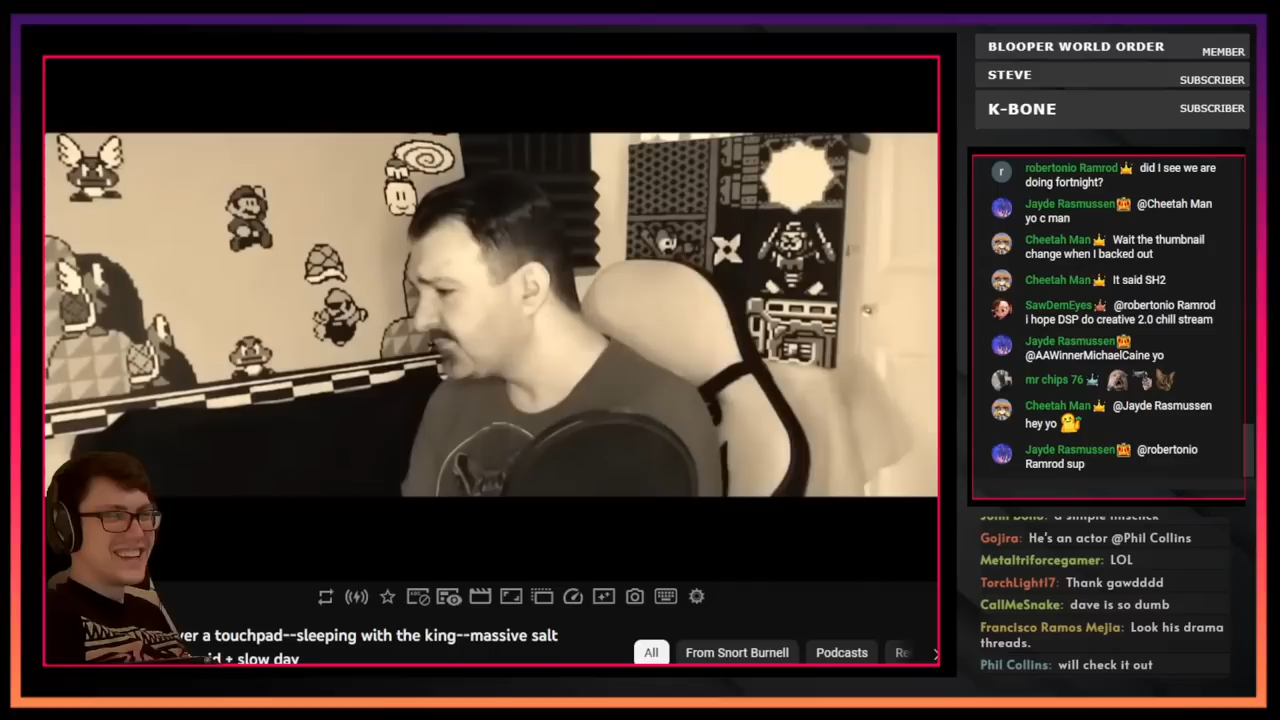 BLOOPER WORLD ORDER MEMBER
STEVE SUBSCRIBER
K-BONE SUBSCRIBER
r robertonio Ramrod did I see we are
doing fortnight?
Jayde Rasmussen @Cheetah Man
yo c man
Cheetah Man Wait the thumbnail
change when I backed out
Cheetah Man It said SH2
SawDemEyes @robertonio Ramrod
i hope DSP do creative 2.0 chill stream
Jayde Rasmussen
@AAWinnerMichaelCaine yo
mr chips 76
Cheetah Man @Jayde Rasmussen
hey yo
Jayde Rasmussen @robertonio
Ramrod sup
a simple misclick
Gojira: He's an actor @Phil Collins
Metaltriforcegamer: LOL
TorchLight17: Thank gawdddd
CallMeSnake: dave is so dumb
Francisco Ramos Mejia: Look his drama
threads.
Phil Collins: will check it out
ver a touchpad--sleeping with the king--massive salt
id + slow day
All From Snort Burnell Podcasts Re